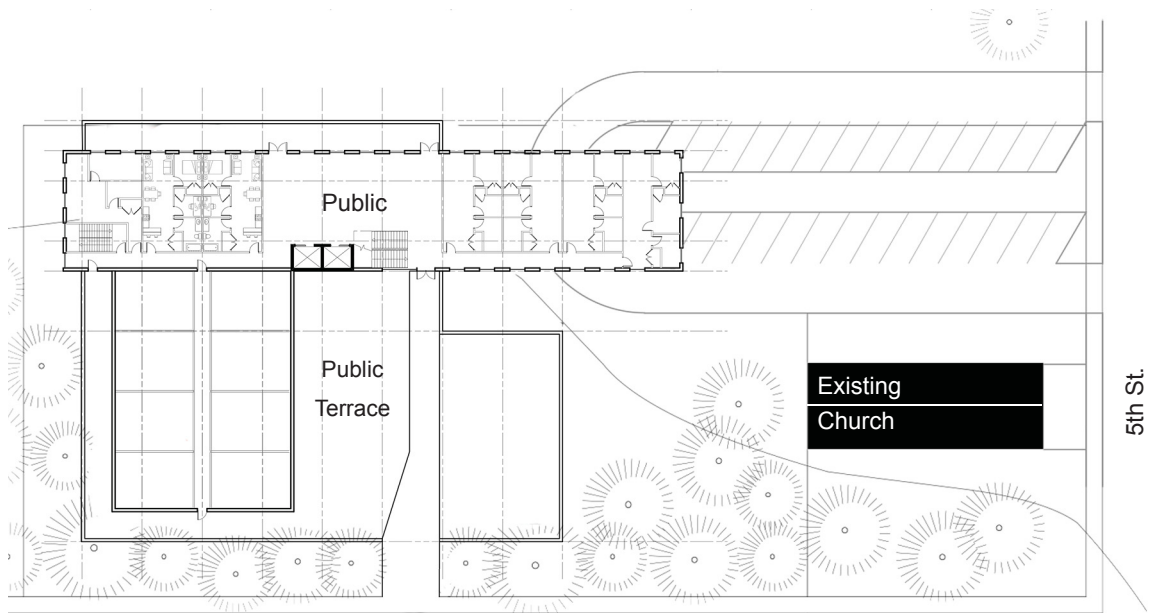 Public
Public
Terrace
Existing
Church
5th St.